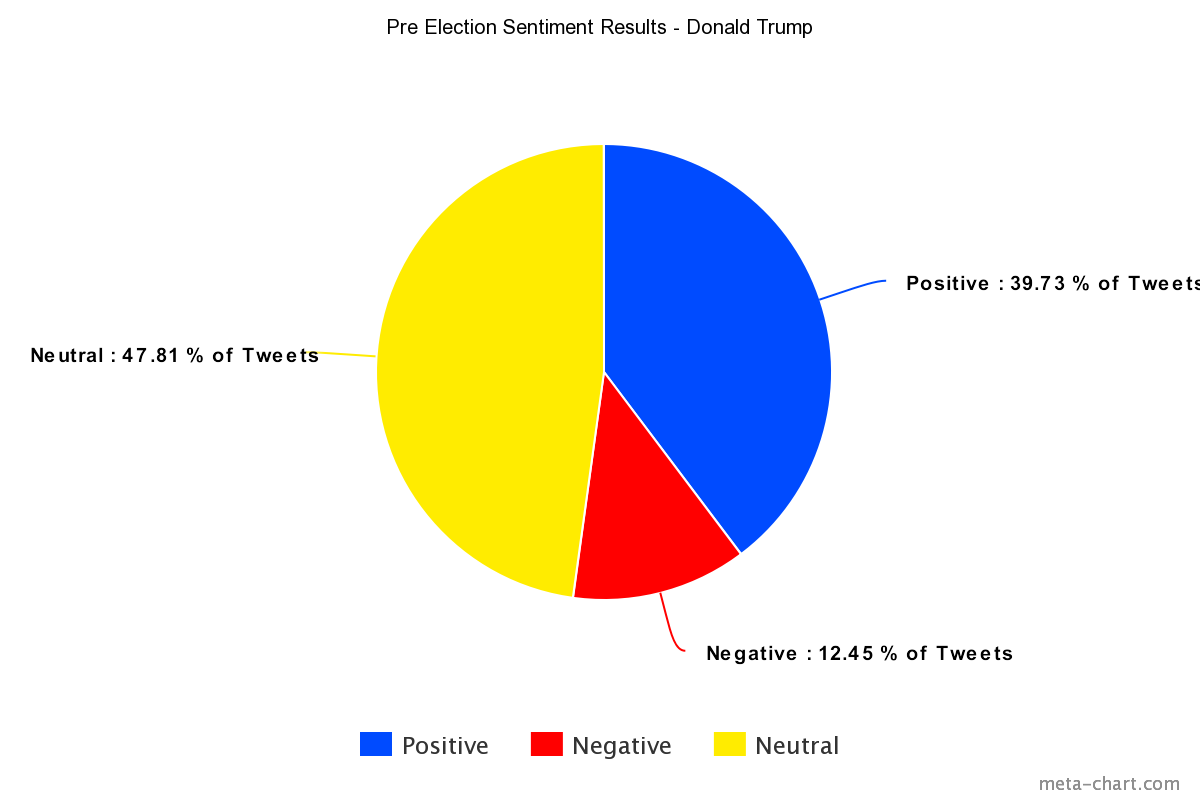 Pre Election Sentiment Results - Donald Trump
Positive : 39.73 % of Tweets
Neutral : 47.81 % of Tweets
Negative : 12.45 % of Tweets
Positive Negative Neutral
meta-chart.com